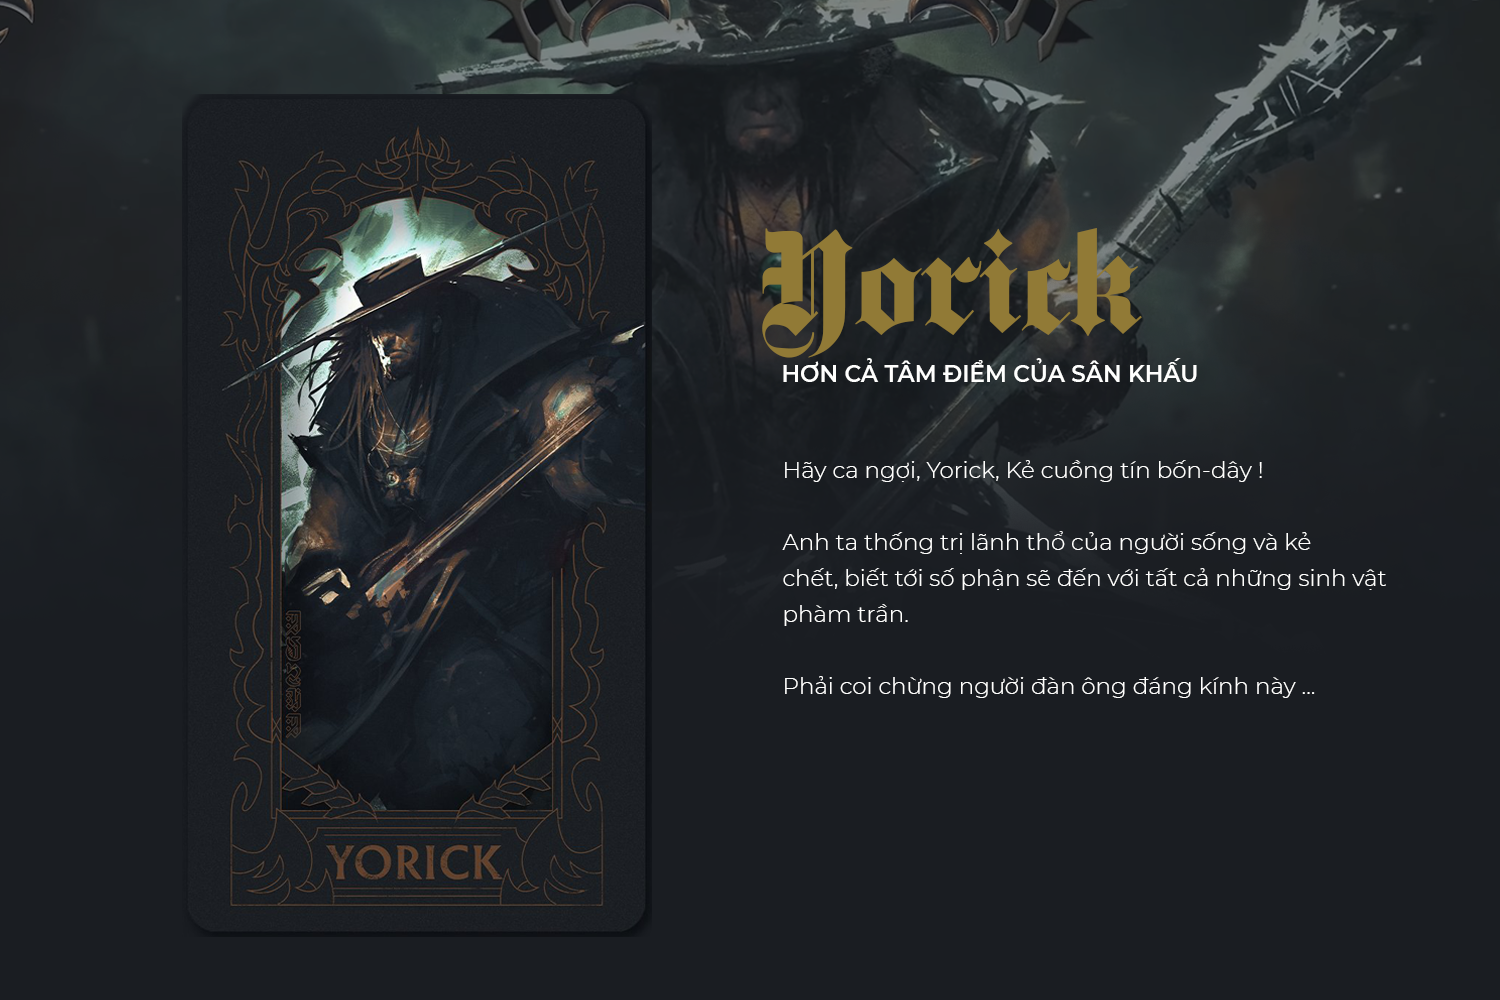 Yorick
HƠN CẢ TÂM ĐIỂM CỦA SÂN KHẤU
Hãy ca ngợi, Yorick, Kẻ cuồng tín bốn-dây !
Anh ta thống trị lãnh thổ của người sống và kẻ
chết, biết tới số phận sẽ đến với tất cả những sinh vật
phàm trần.
Phải coi chừng người đàn ông đáng kính này ...
YORICK